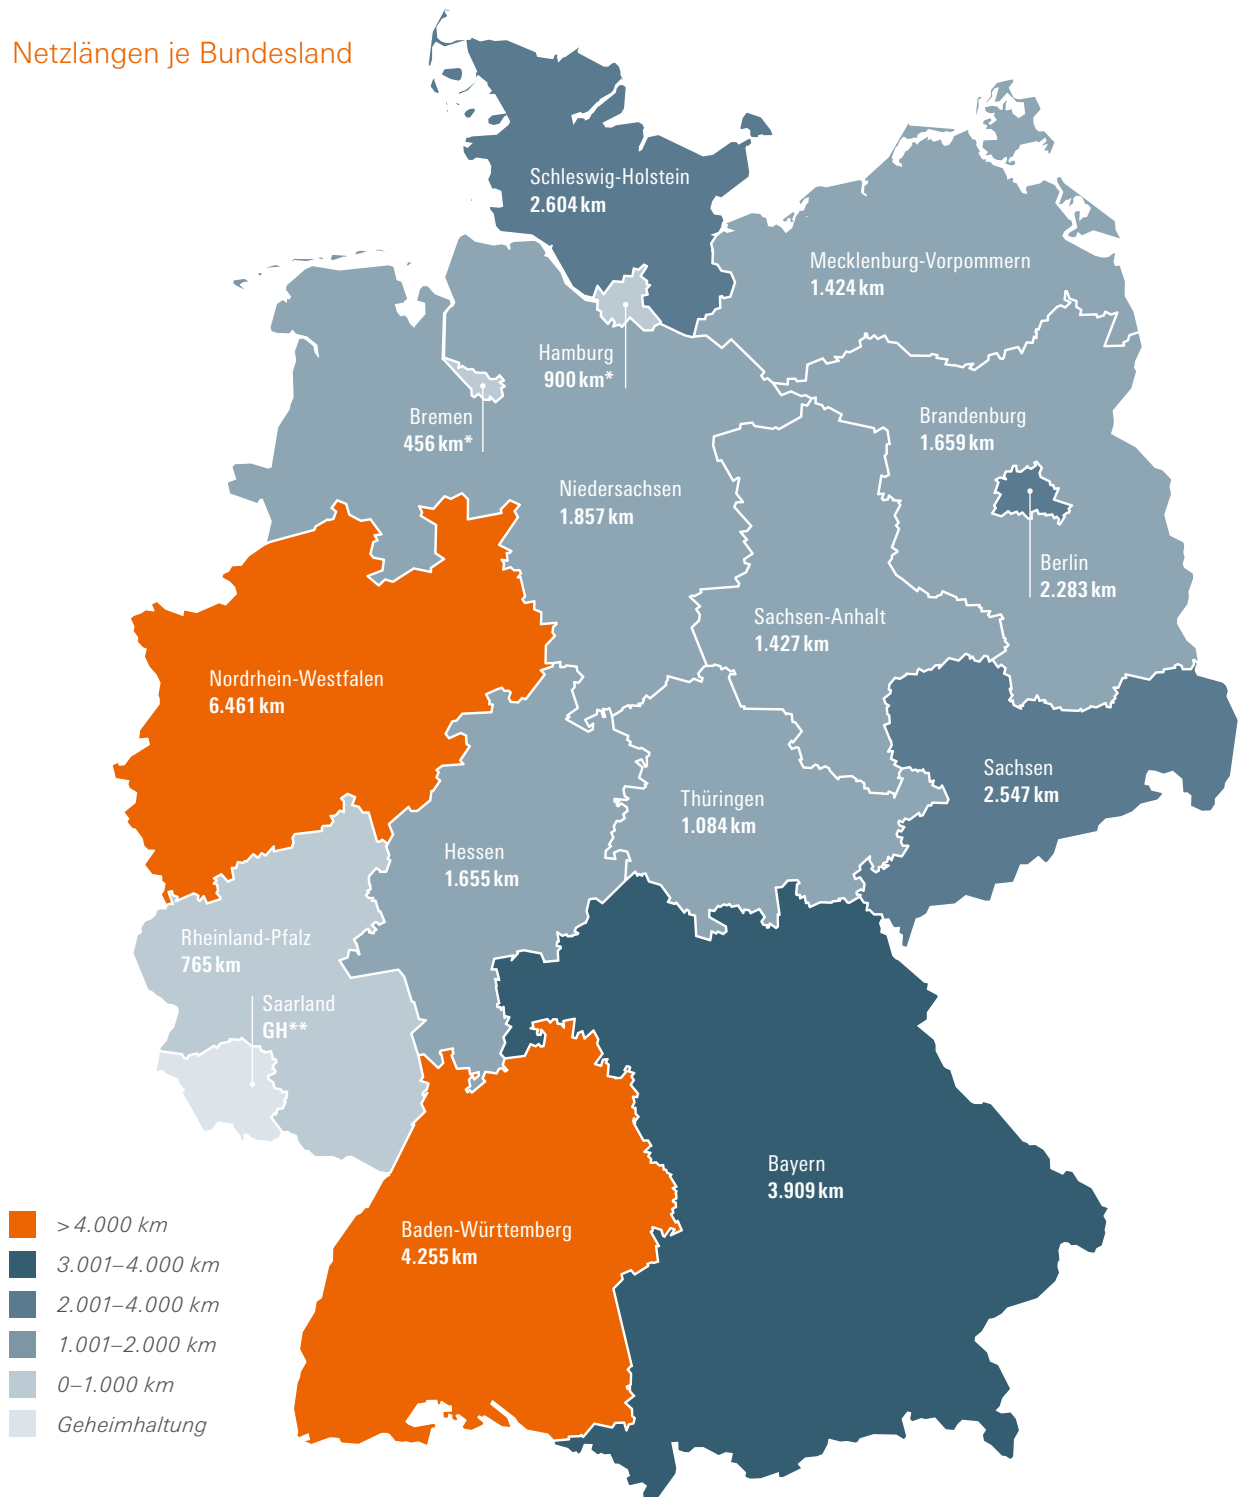 Netzlängen je Bundesland
Schleswig-Holstein
2.604 km
Mecklenburg-Vorpommern
1.424 km
Hamburg
900 km*
Bremen
456 km*
Brandenburg
1.659 km
Niedersachsen
1.857 km
Berlin
2.283 km
Sachsen-Anhalt
1.427 km
Nordrhein-Westfalen
6.461 km
Sachsen
2.547 km
Thüringen
1.084 km
Hessen
1.655 km
Rheinland-Pfalz
765 km
Saarland
GH**
Bayern
3.909 km
Baden-Württemberg
4.255 km
> 4.000 km
3.001–4.000 km
2.001–4.000 km
1.001–2.000 km
0–1.000 km
Geheimhaltung